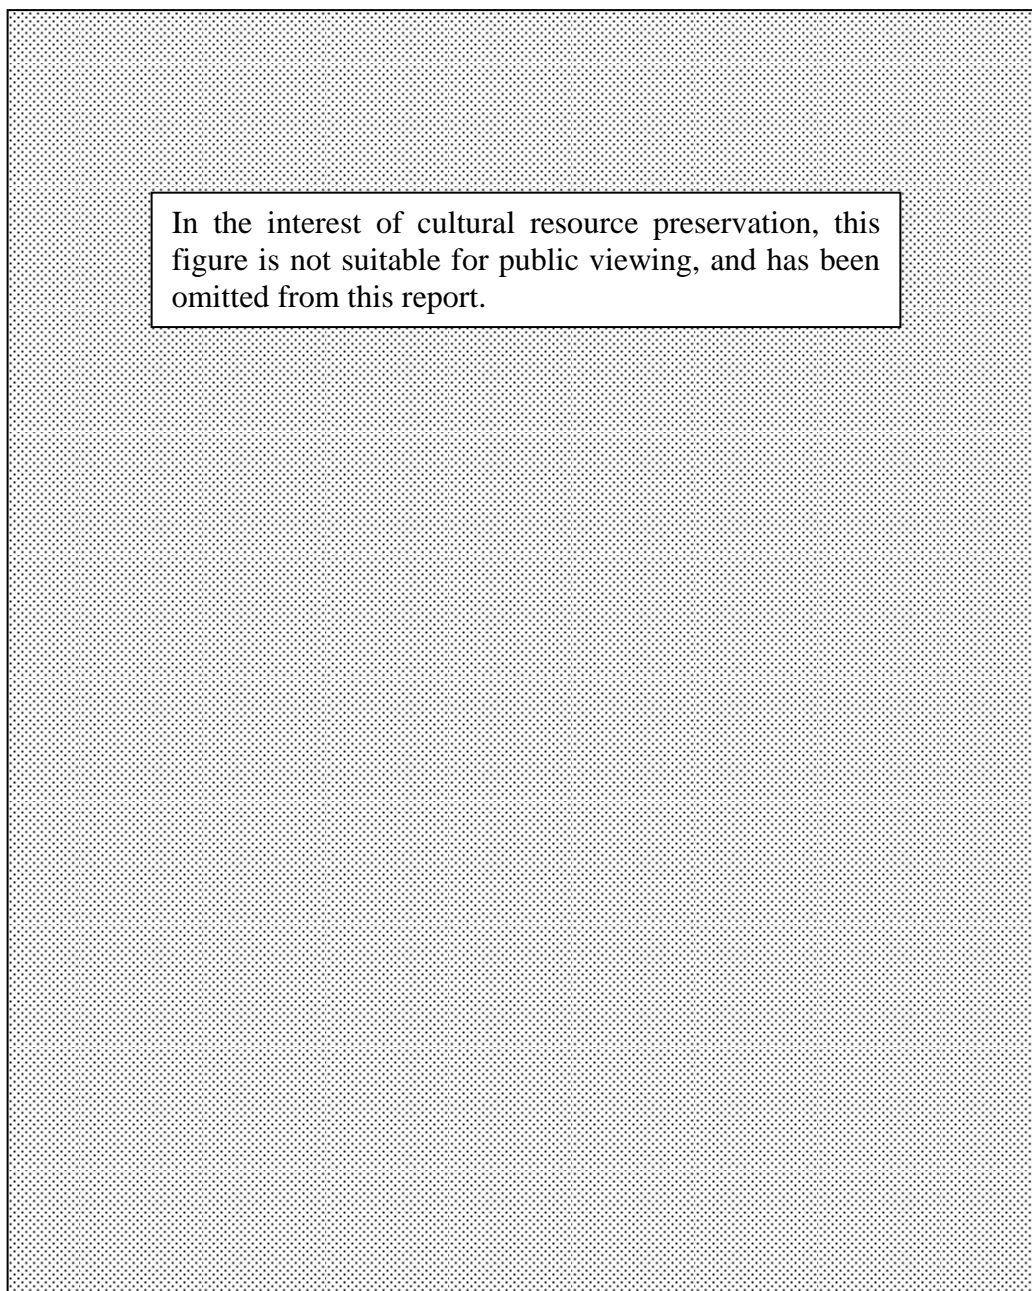 In the interest of cultural resource preservation, this
figure is not suitable for public viewing, and has been
omitted from this report.